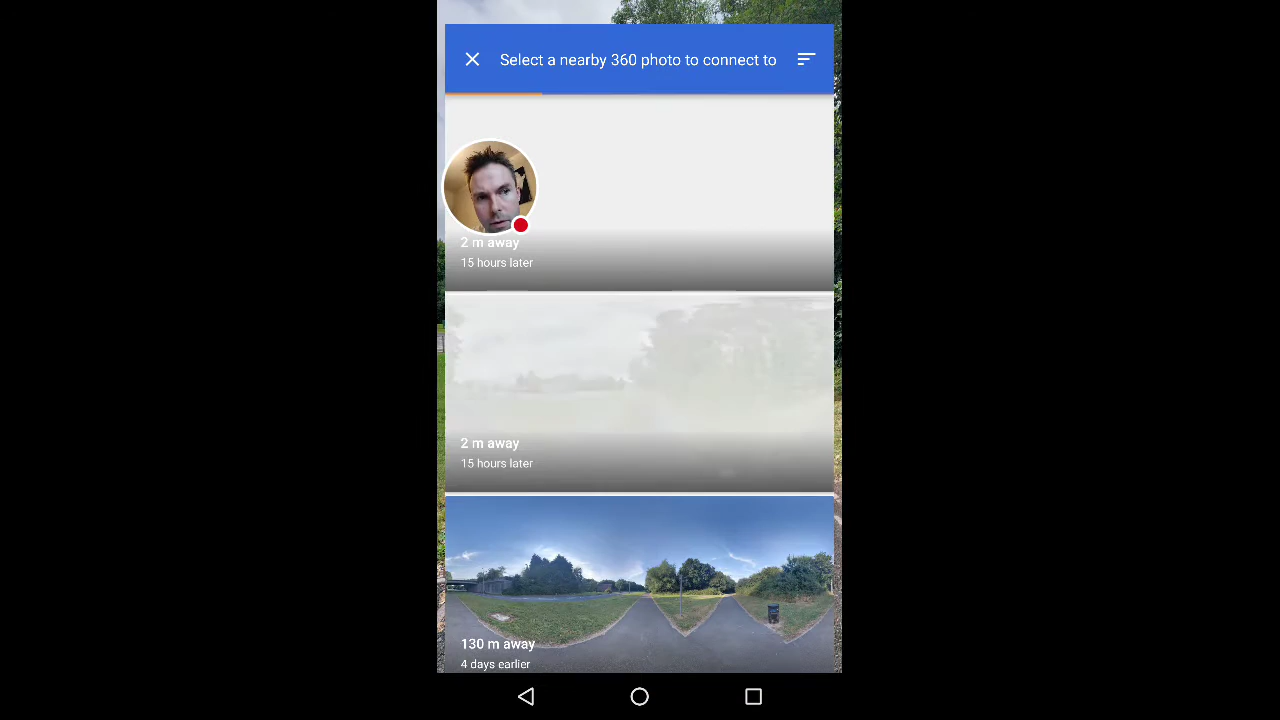 Select a nearby 360 photo to connect to
2 m away
15 hours later
2 m away
15 hours later
130 m away
4 days earlier